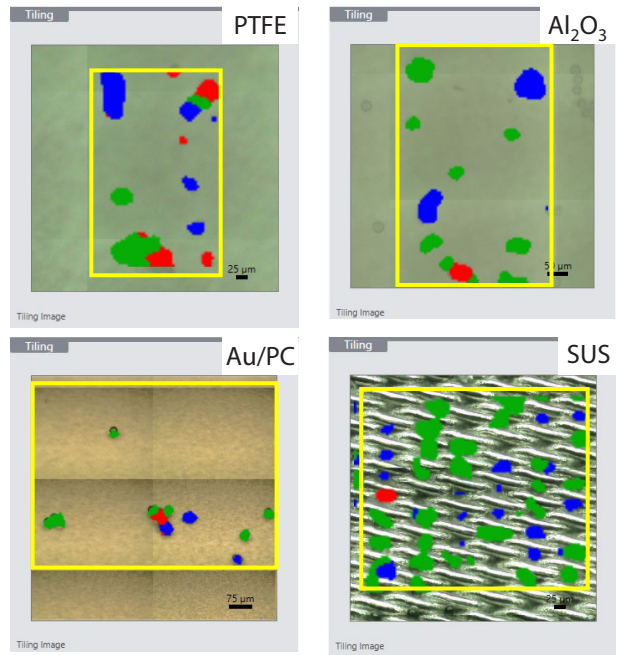 Tiling
PTFE
25 µm
Tiling Image
Tiling
Al₂O₃
50 µm
Tiling Image
Tiling
Au/PC
75 µm
Tiling Image
Tiling
SUS
25 µm
Tiling Image